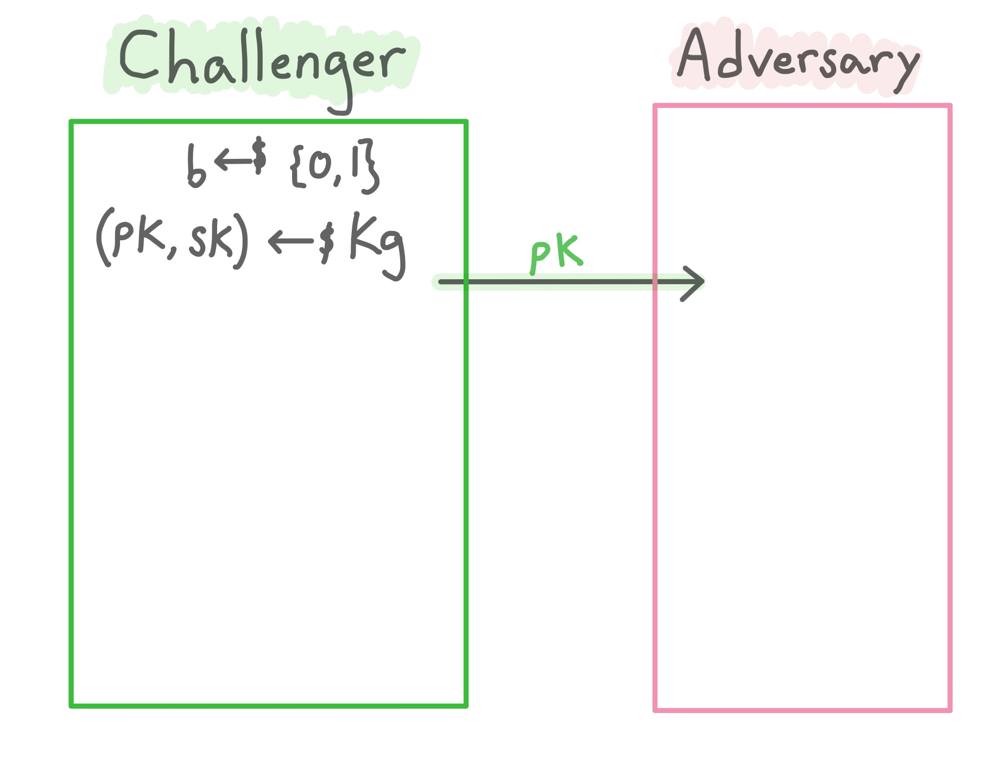 Challenger
Adversary
b ←$ {0,1}
(pk, sk) ←$ Kg
pk